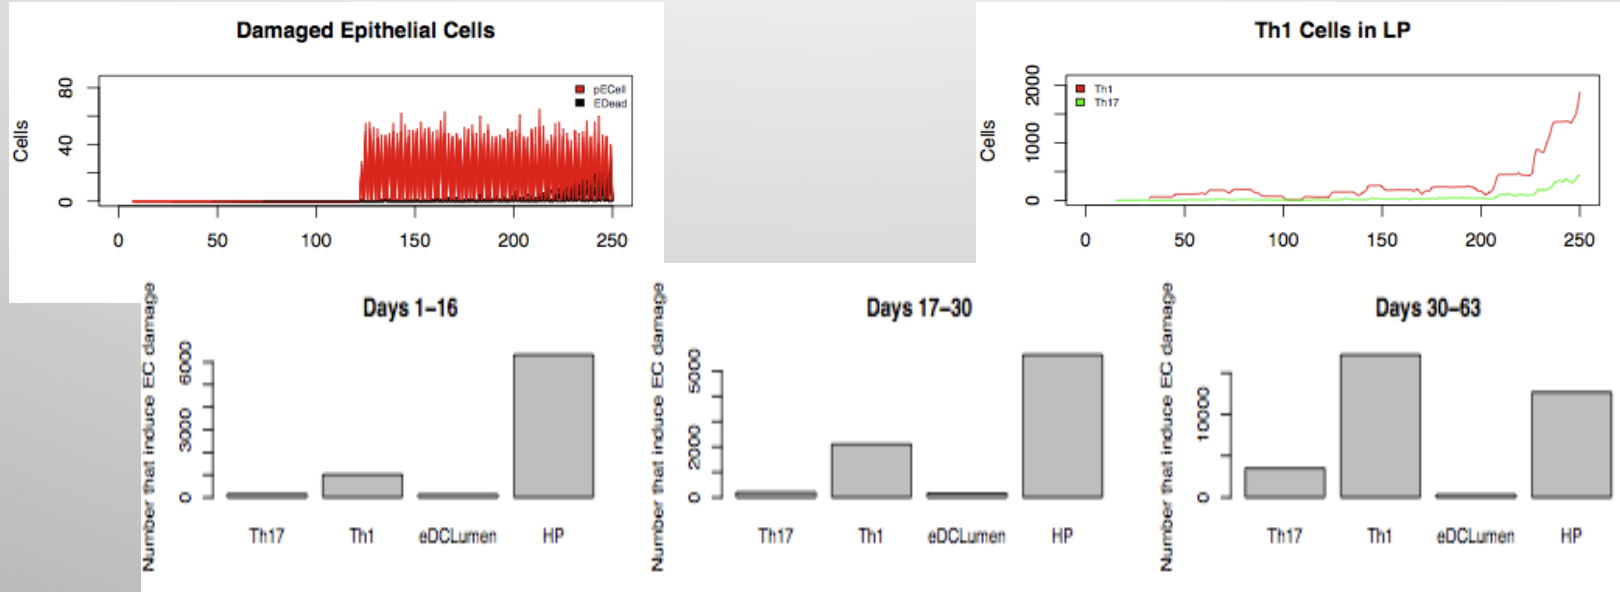 Damaged Epithelial Cells
Cells
80
40
0
pECell
EDead
0 50 100 150 200 250
Th1 Cells in LP
Cells
2000
1000
0
Th1
Th17
0 50 100 150 200 250
Days 1–16
Number that induce EC damage
6000
3000
0
Th17 Th1 eDCLumen HP
Days 17–30
Number that induce EC damage
5000
2000
0
Th17 Th1 eDCLumen HP
Days 30–63
Number that induce EC damage
10000
0
Th17 Th1 eDCLumen HP